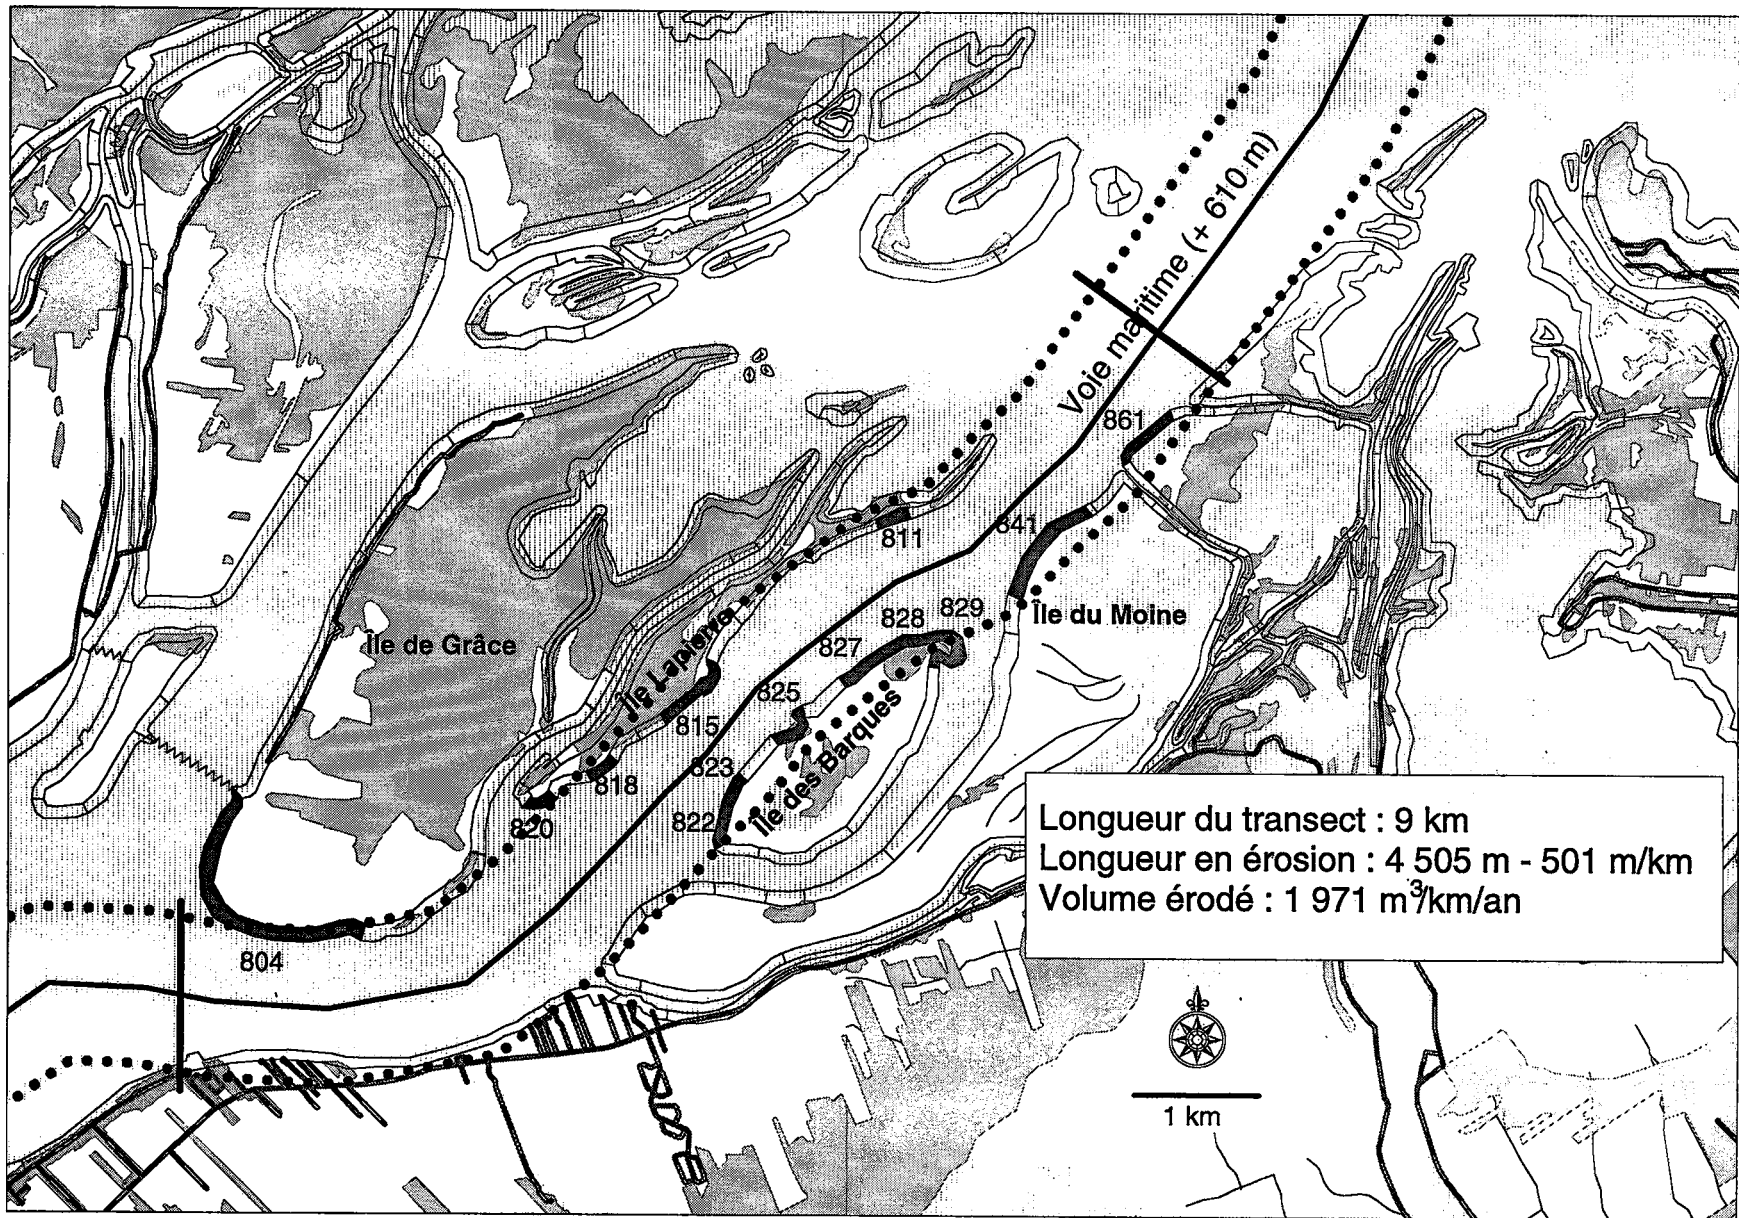 Voie maritime (+ 610 m)
861
841
811
Île du Moine
829
828
827
Île de Grâce
Île Lapierre
825
815
823
Île des Barques
818
822
820
Longueur du transect : 9 km
Longueur en érosion : 4 505 m - 501 m/km
Volume érodé : 1 971 m³/km/an
804
1 km